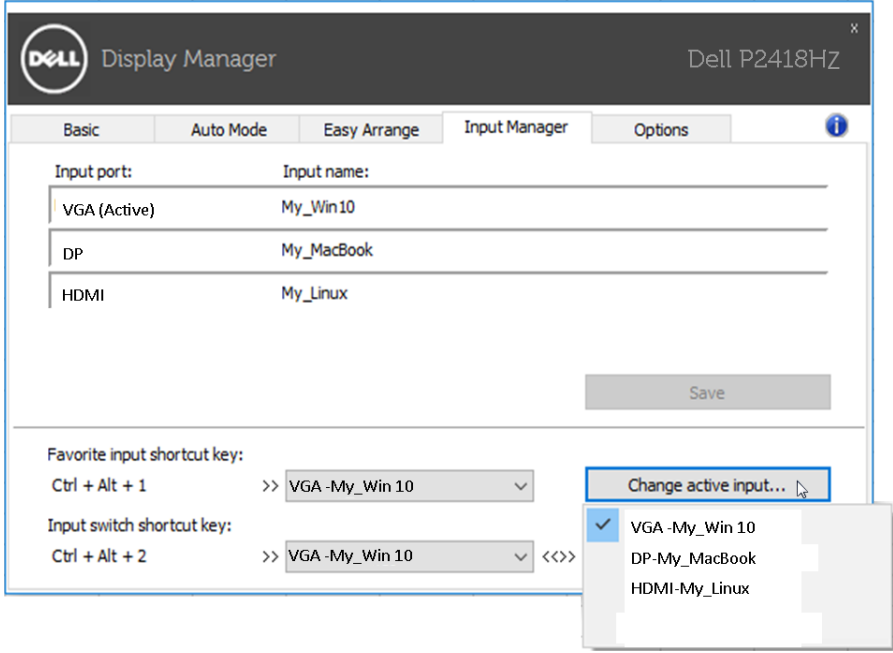 DELL Display Manager Dell P2418HZ x
Basic Auto Mode Easy Arrange Input Manager Options i
Input port: Input name:
VGA (Active) My_Win10
DP My_MacBook
HDMI My_Linux
Save
Favorite input shortcut key:
Ctrl + Alt + 1 >> VGA -My_Win 10 Change active input...
Input switch shortcut key:
Ctrl + Alt + 2 >> VGA -My_Win 10 <<>>
VGA -My_Win 10
DP-My_MacBook
HDMI-My_Linux